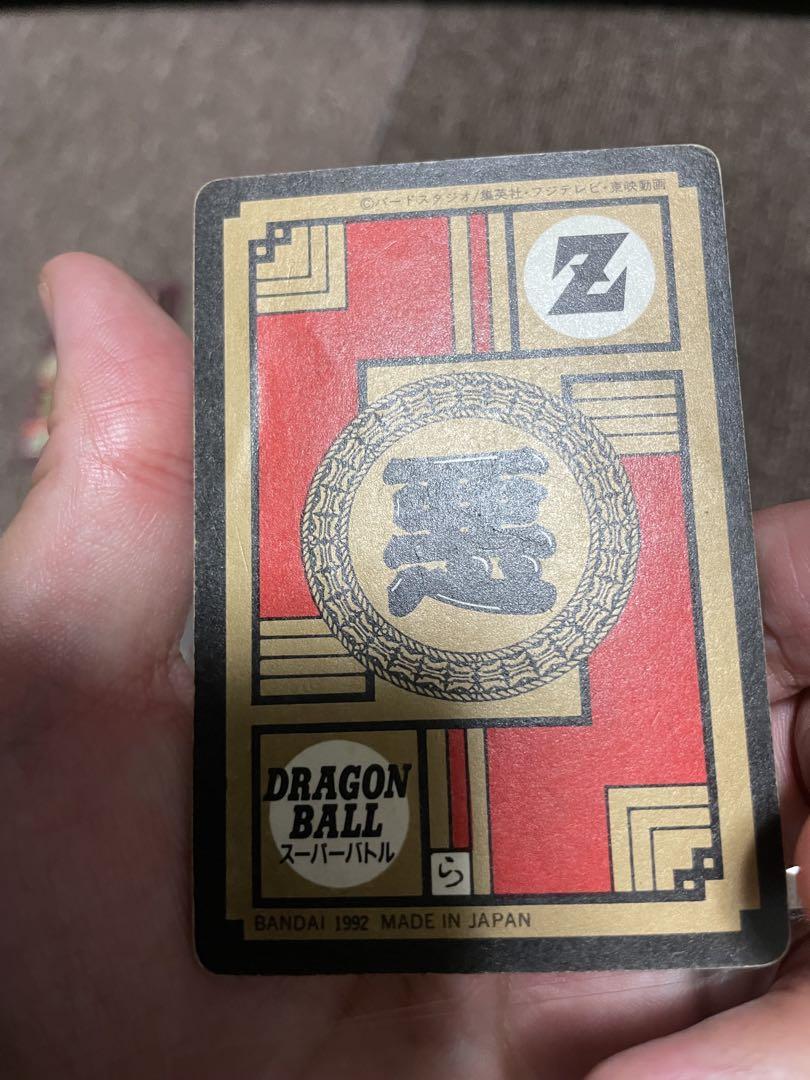 ©バードスタジオ/集英社・フジテレビ・東映動画
Z
悪
DRAGON
BALL
スーパーバトル
ら
BANDAI 1992 MADE IN JAPAN